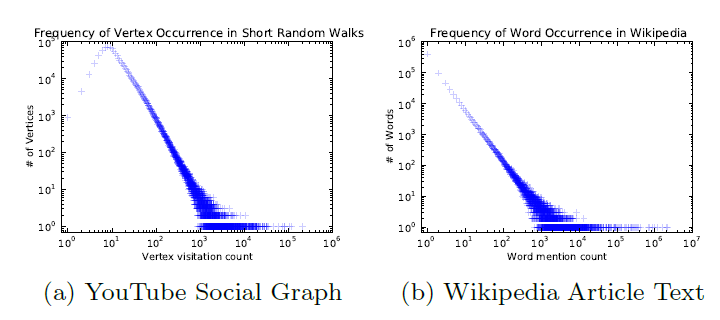 Frequency of Vertex Occurrence in Short Random Walks
# of Vertices
10^5
10^4
10^3
10^2
10^1
10^0
10^0 10^1 10^2 10^3 10^4 10^5 10^6
Vertex visitation count
(a) YouTube Social Graph
Frequency of Word Occurrence in Wikipedia
# of Words
10^6
10^5
10^4
10^3
10^2
10^1
10^0
10^0 10^1 10^2 10^3 10^4 10^5 10^6 10^7
Word mention count
(b) Wikipedia Article Text